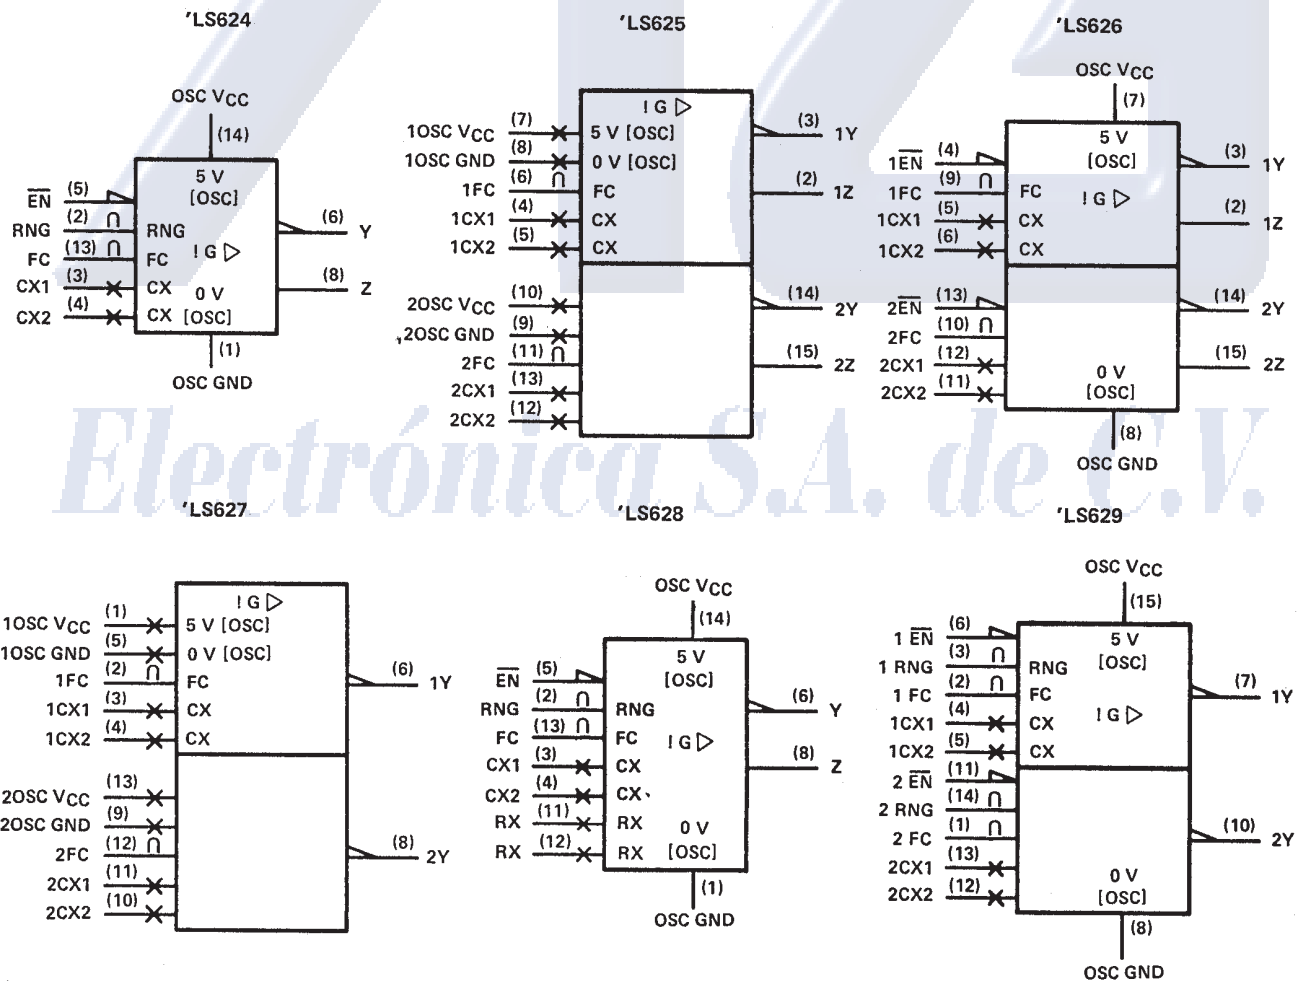 'LS624
OSC VCC
(14)
5 V
[OSC]
EN (5)
RNG (2) ∩ RNG
FC (13) ∩ FC
! G ▷
CX1 (3) CX
CX2 (4) CX
0 V
[OSC]
(6) Y
(8) Z
(1)
OSC GND
'LS625
! G ▷
1OSC VCC (7) 5 V [OSC]
1OSC GND (8) 0 V [OSC]
1FC (6) ∩ FC
1CX1 (4) CX
1CX2 (5) CX
(3) 1Y
(2) 1Z
2OSC VCC (10)
2OSC GND (9)
2FC (11) ∩
2CX1 (13)
2CX2 (12)
(14) 2Y
(15) 2Z
'LS626
OSC VCC
(7)
5 V
[OSC]
1EN (4)
1FC (9) ∩ FC
! G ▷
1CX1 (5) CX
1CX2 (6) CX
(3) 1Y
(2) 1Z
2EN (13)
2FC (10) ∩
2CX1 (12)
2CX2 (11)
0 V
[OSC]
(14) 2Y
(15) 2Z
(8)
OSC GND
Electrónica S.A. de C.V.
'LS627
! G ▷
1OSC VCC (1) 5 V [OSC]
1OSC GND (5) 0 V [OSC]
1FC (2) ∩ FC
1CX1 (3) CX
1CX2 (4) CX
(6) 1Y
2OSC VCC (13)
2OSC GND (9)
2FC (12) ∩
2CX1 (11)
2CX2 (10)
(8) 2Y
'LS628
OSC VCC
(14)
5 V
[OSC]
EN (5)
RNG (2) ∩ RNG
FC (13) ∩ FC
! G ▷
CX1 (3) CX
CX2 (4) CX
RX (11) RX
RX (12) RX
0 V
[OSC]
(6) Y
(8) Z
(1)
OSC GND
'LS629
OSC VCC
(15)
5 V
[OSC]
1 EN (6)
1 RNG (3) ∩ RNG
1 FC (2) ∩ FC
! G ▷
1CX1 (4) CX
1CX2 (5) CX
(7) 1Y
2 EN (11)
2 RNG (14) ∩
2 FC (1) ∩
2CX1 (13)
2CX2 (12)
0 V
[OSC]
(10) 2Y
(8)
OSC GND